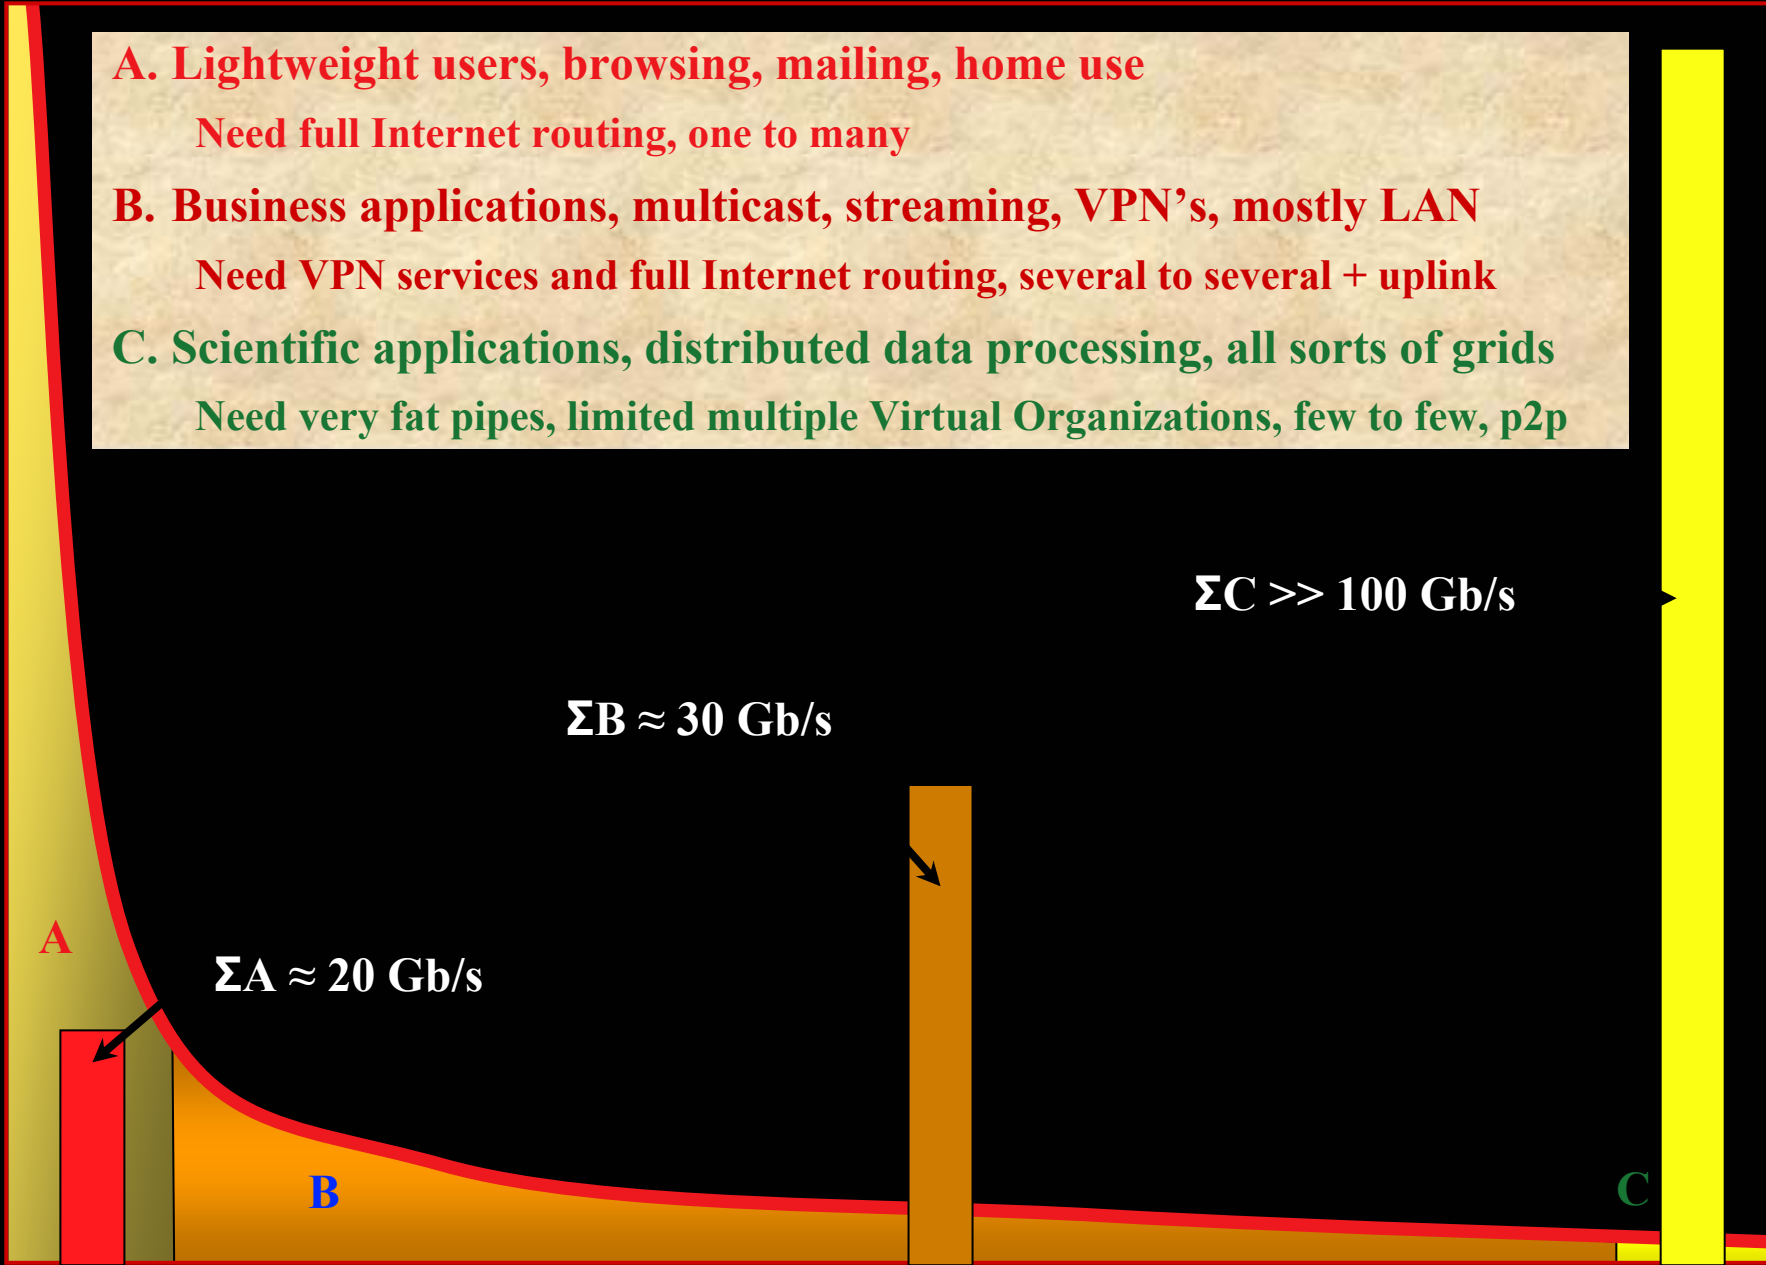 A. Lightweight users, browsing, mailing, home use
Need full Internet routing, one to many
B. Business applications, multicast, streaming, VPN’s, mostly LAN
Need VPN services and full Internet routing, several to several + uplink
C. Scientific applications, distributed data processing, all sorts of grids
Need very fat pipes, limited multiple Virtual Organizations, few to few, p2p
ΣC >> 100 Gb/s
ΣB ≈ 30 Gb/s
A
ΣA ≈ 20 Gb/s
B
C